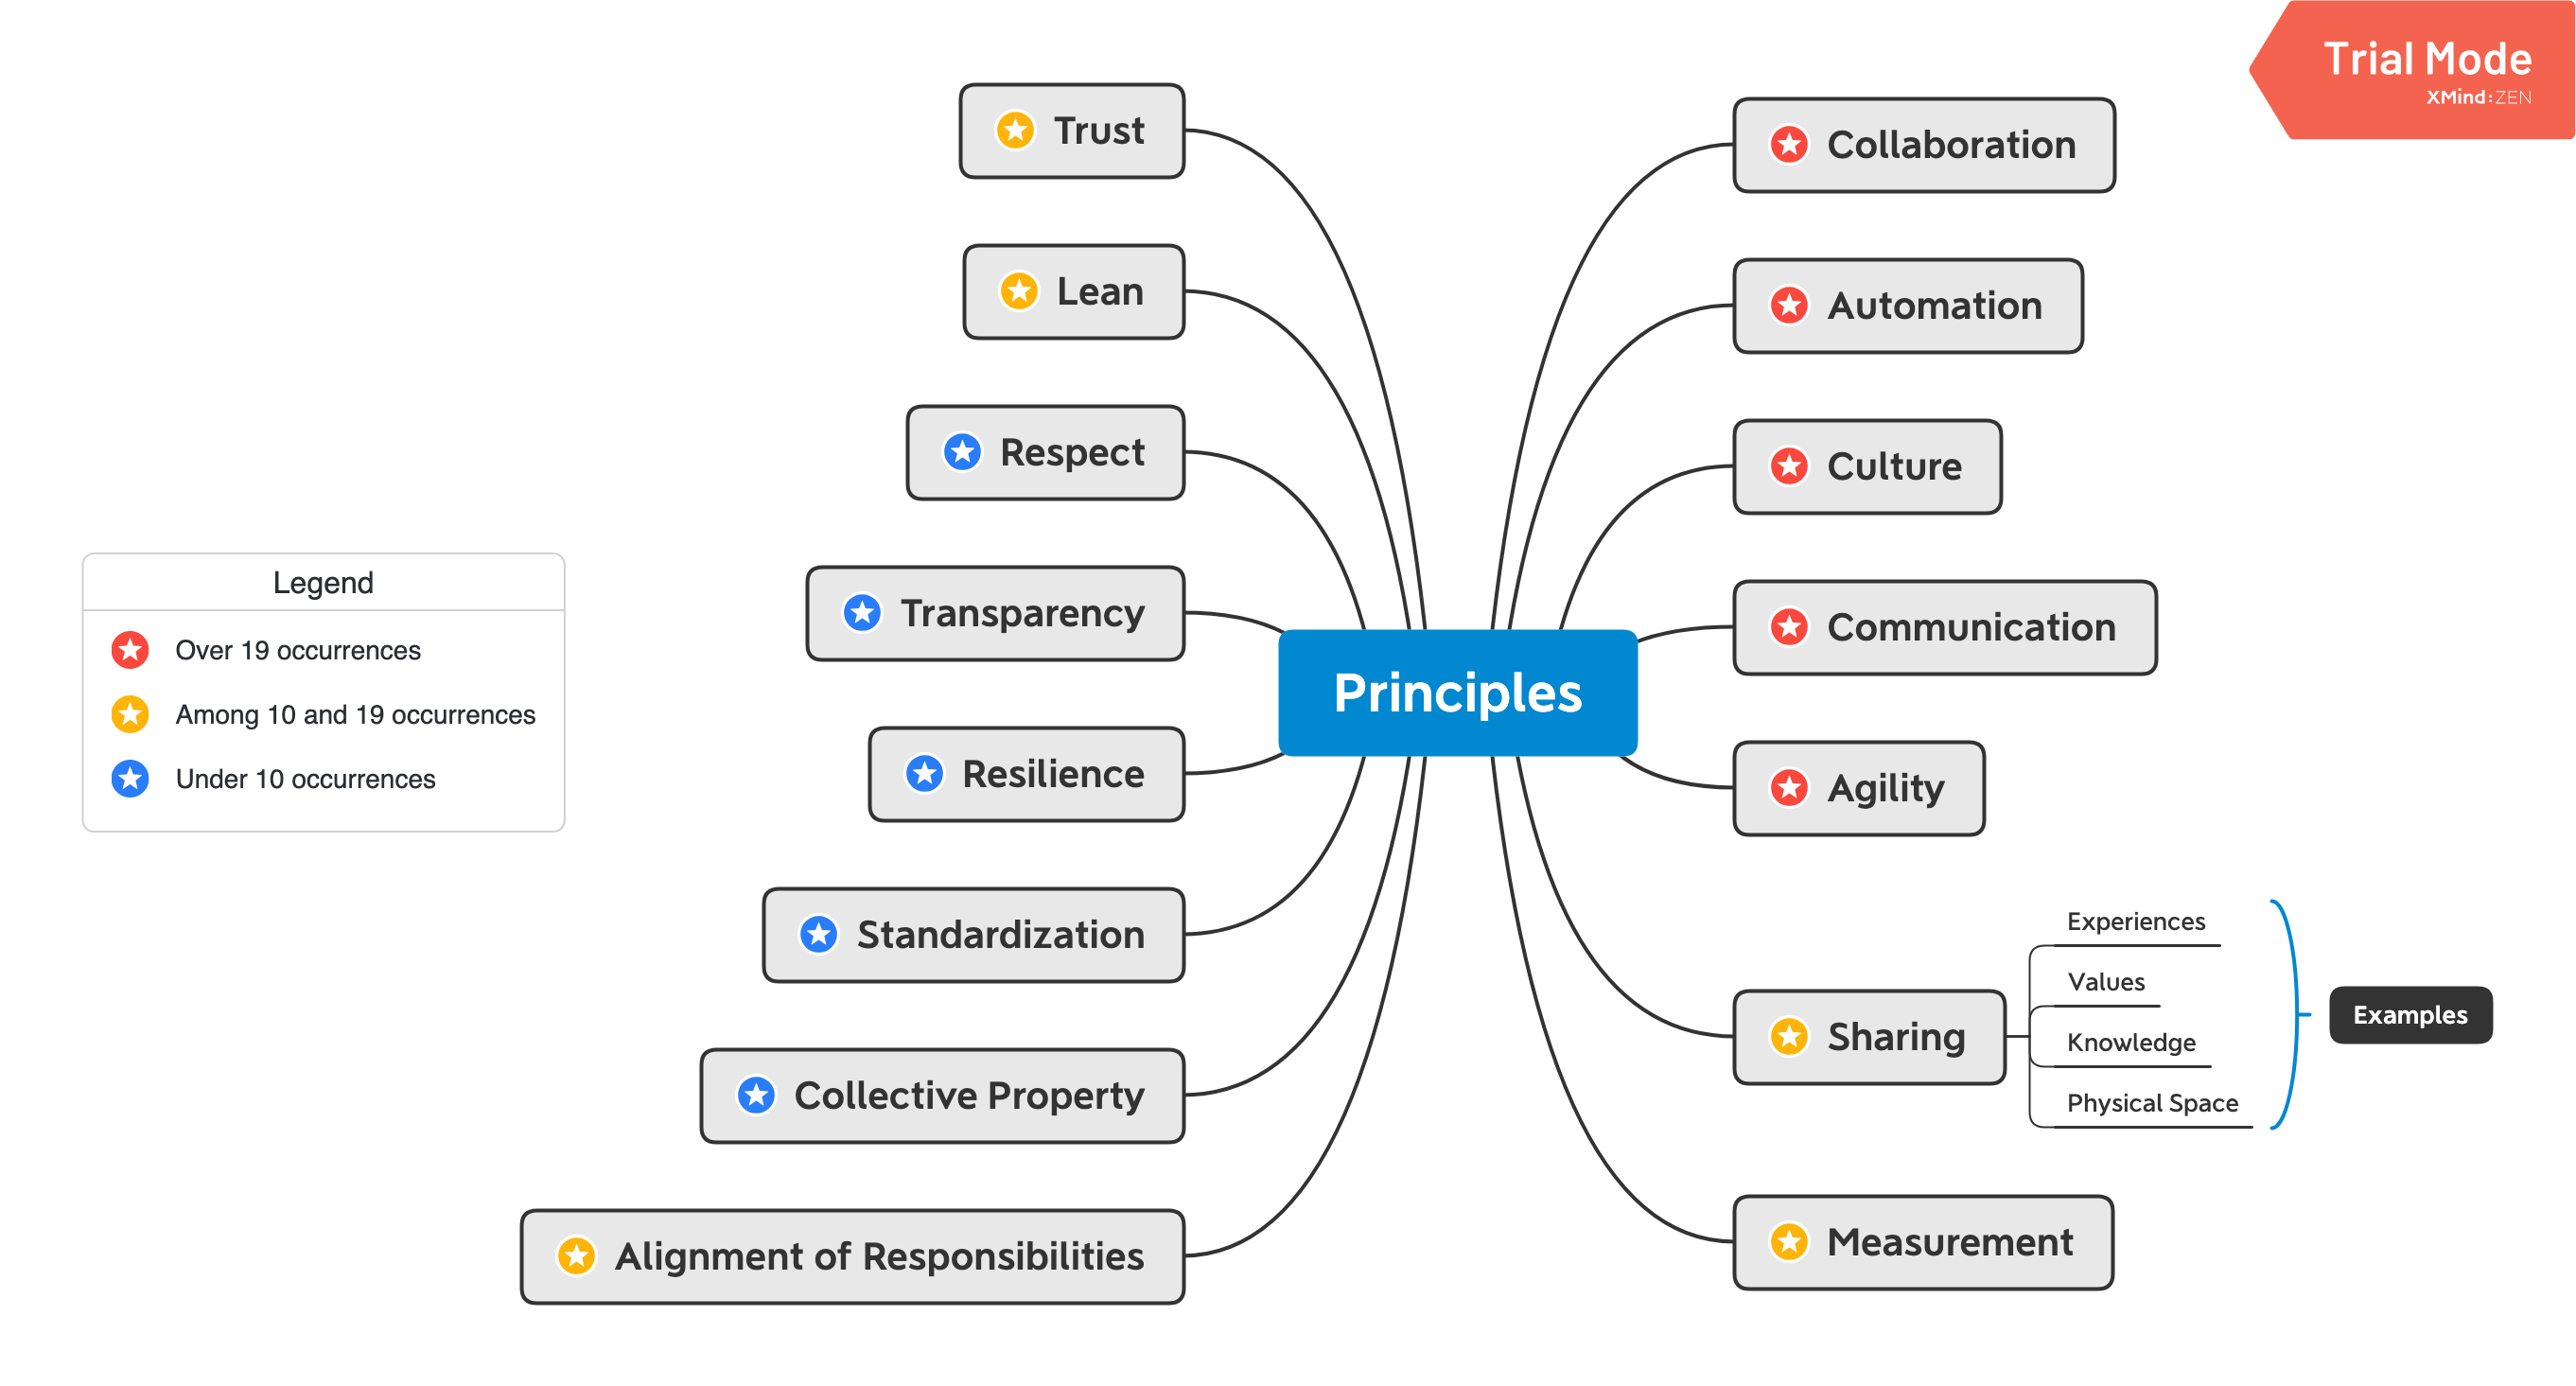 Trial Mode
XMind:ZEN
Trust
Lean
Respect
Transparency
Resilience
Standardization
Collective Property
Alignment of Responsibilities
Principles
Collaboration
Automation
Culture
Communication
Agility
Sharing
Experiences
Values
Knowledge
Physical Space
Examples
Measurement
Legend
Over 19 occurrences
Among 10 and 19 occurrences
Under 10 occurrences